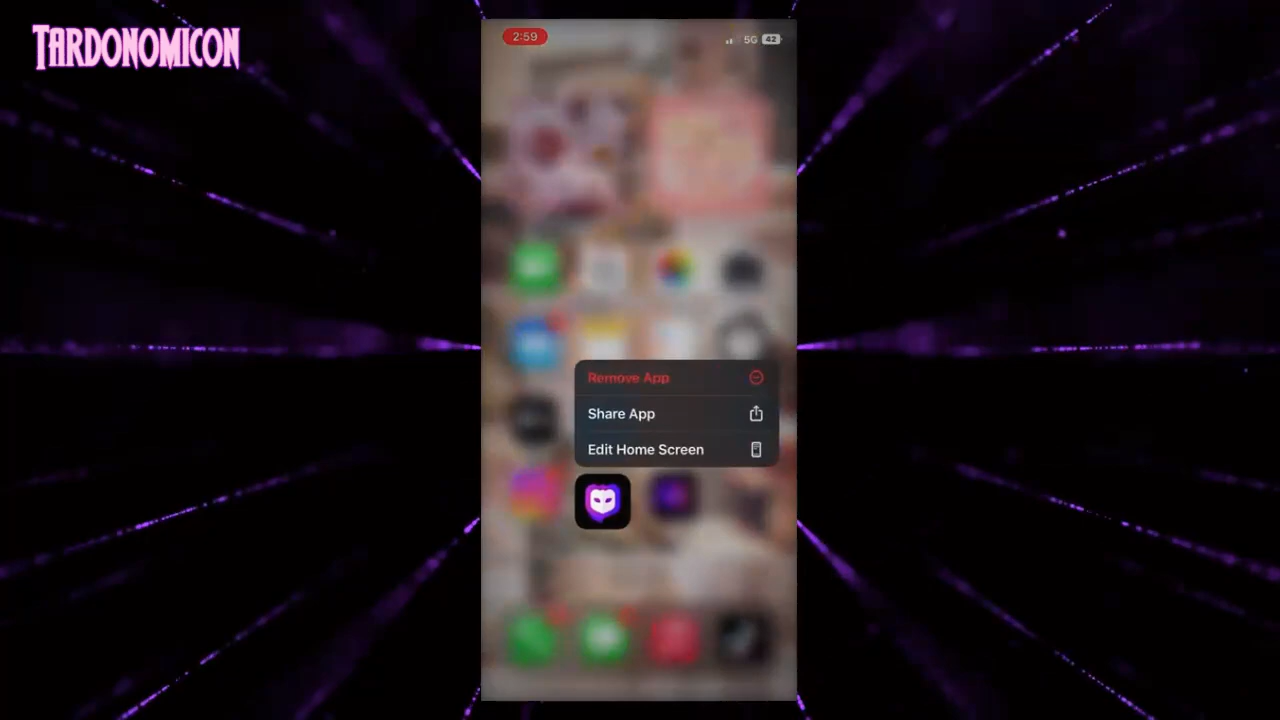 TARDONOMICON
2:59
5G 42
Remove App
Share App
Edit Home Screen